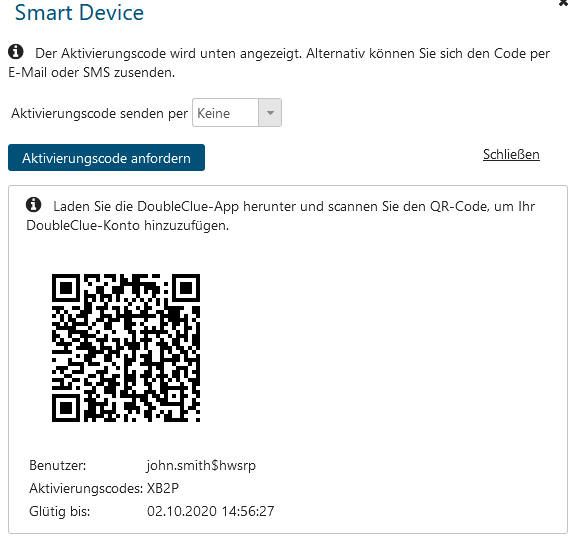 Smart Device
Der Aktivierungscode wird unten angezeigt. Alternativ können Sie sich den Code per
E-Mail oder SMS zusenden.
Aktivierungscode senden per Keine
Aktivierungscode anfordern
Schließen
Laden Sie die DoubleClue-App herunter und scannen Sie den QR-Code, um Ihr
DoubleClue-Konto hinzuzufügen.
Benutzer: john.smith$hwsrp
Aktivierungscodes: XB2P
Glütig bis: 02.10.2020 14:56:27